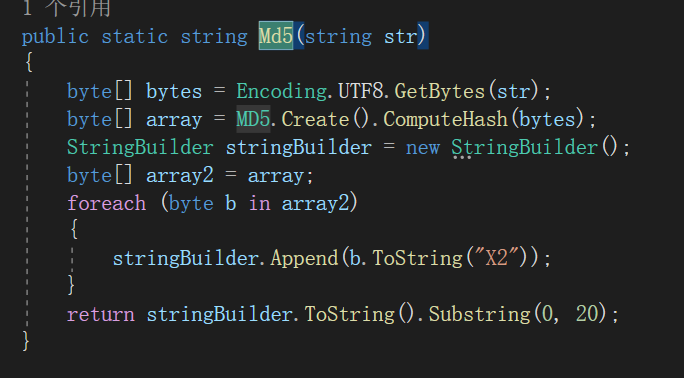 1 个引用
public static string Md5(string str)
{
byte[] bytes = Encoding.UTF8.GetBytes(str);
byte[] array = MD5.Create().ComputeHash(bytes);
StringBuilder stringBuilder = new StringBuilder();
byte[] array2 = array;
foreach (byte b in array2)
{
stringBuilder.Append(b.ToString("X2"));
}
return stringBuilder.ToString().Substring(0, 20);
}